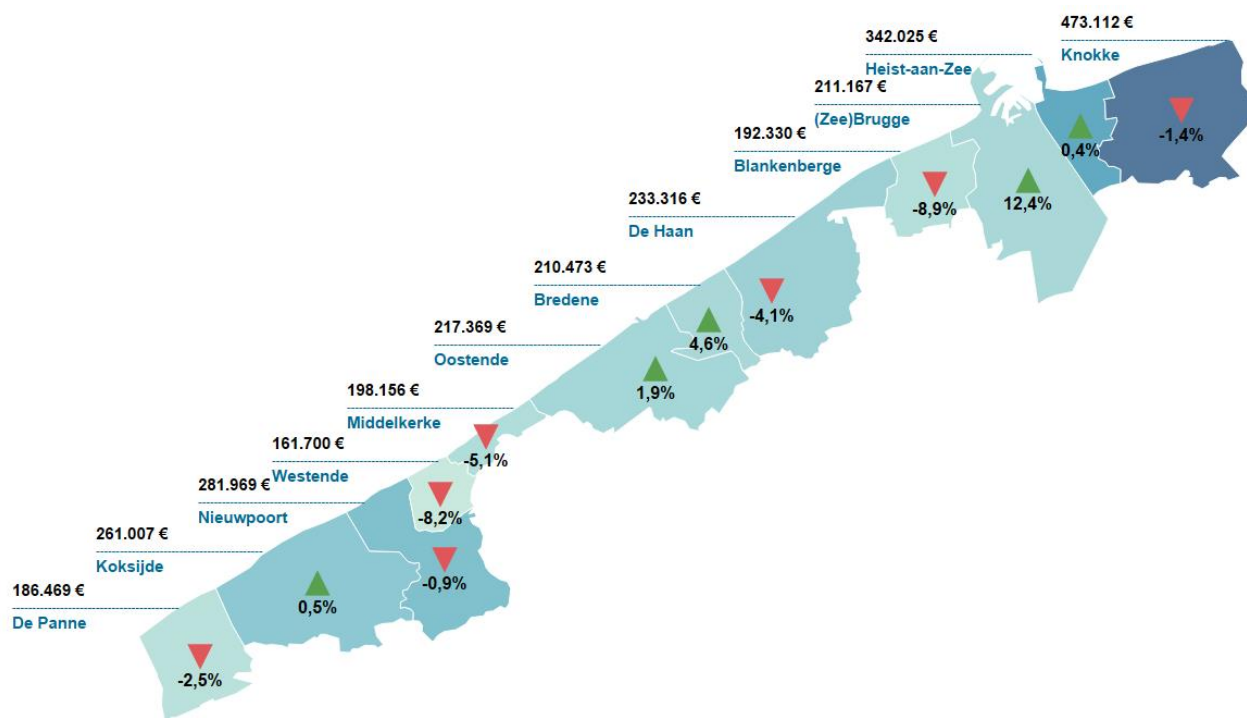 473.112 €
Knokke
342.025 €
Heist-aan-Zee
211.167 €
(Zee)Brugge
192.330 €
Blankenberge
233.316 €
De Haan
210.473 €
Bredene
217.369 €
Oostende
198.156 €
Middelkerke
161.700 €
Westende
281.969 €
Nieuwpoort
261.007 €
Koksijde
186.469 €
De Panne
-1,4%
0,4%
12,4%
-8,9%
-4,1%
4,6%
1,9%
-5,1%
-8,2%
-0,9%
0,5%
-2,5%